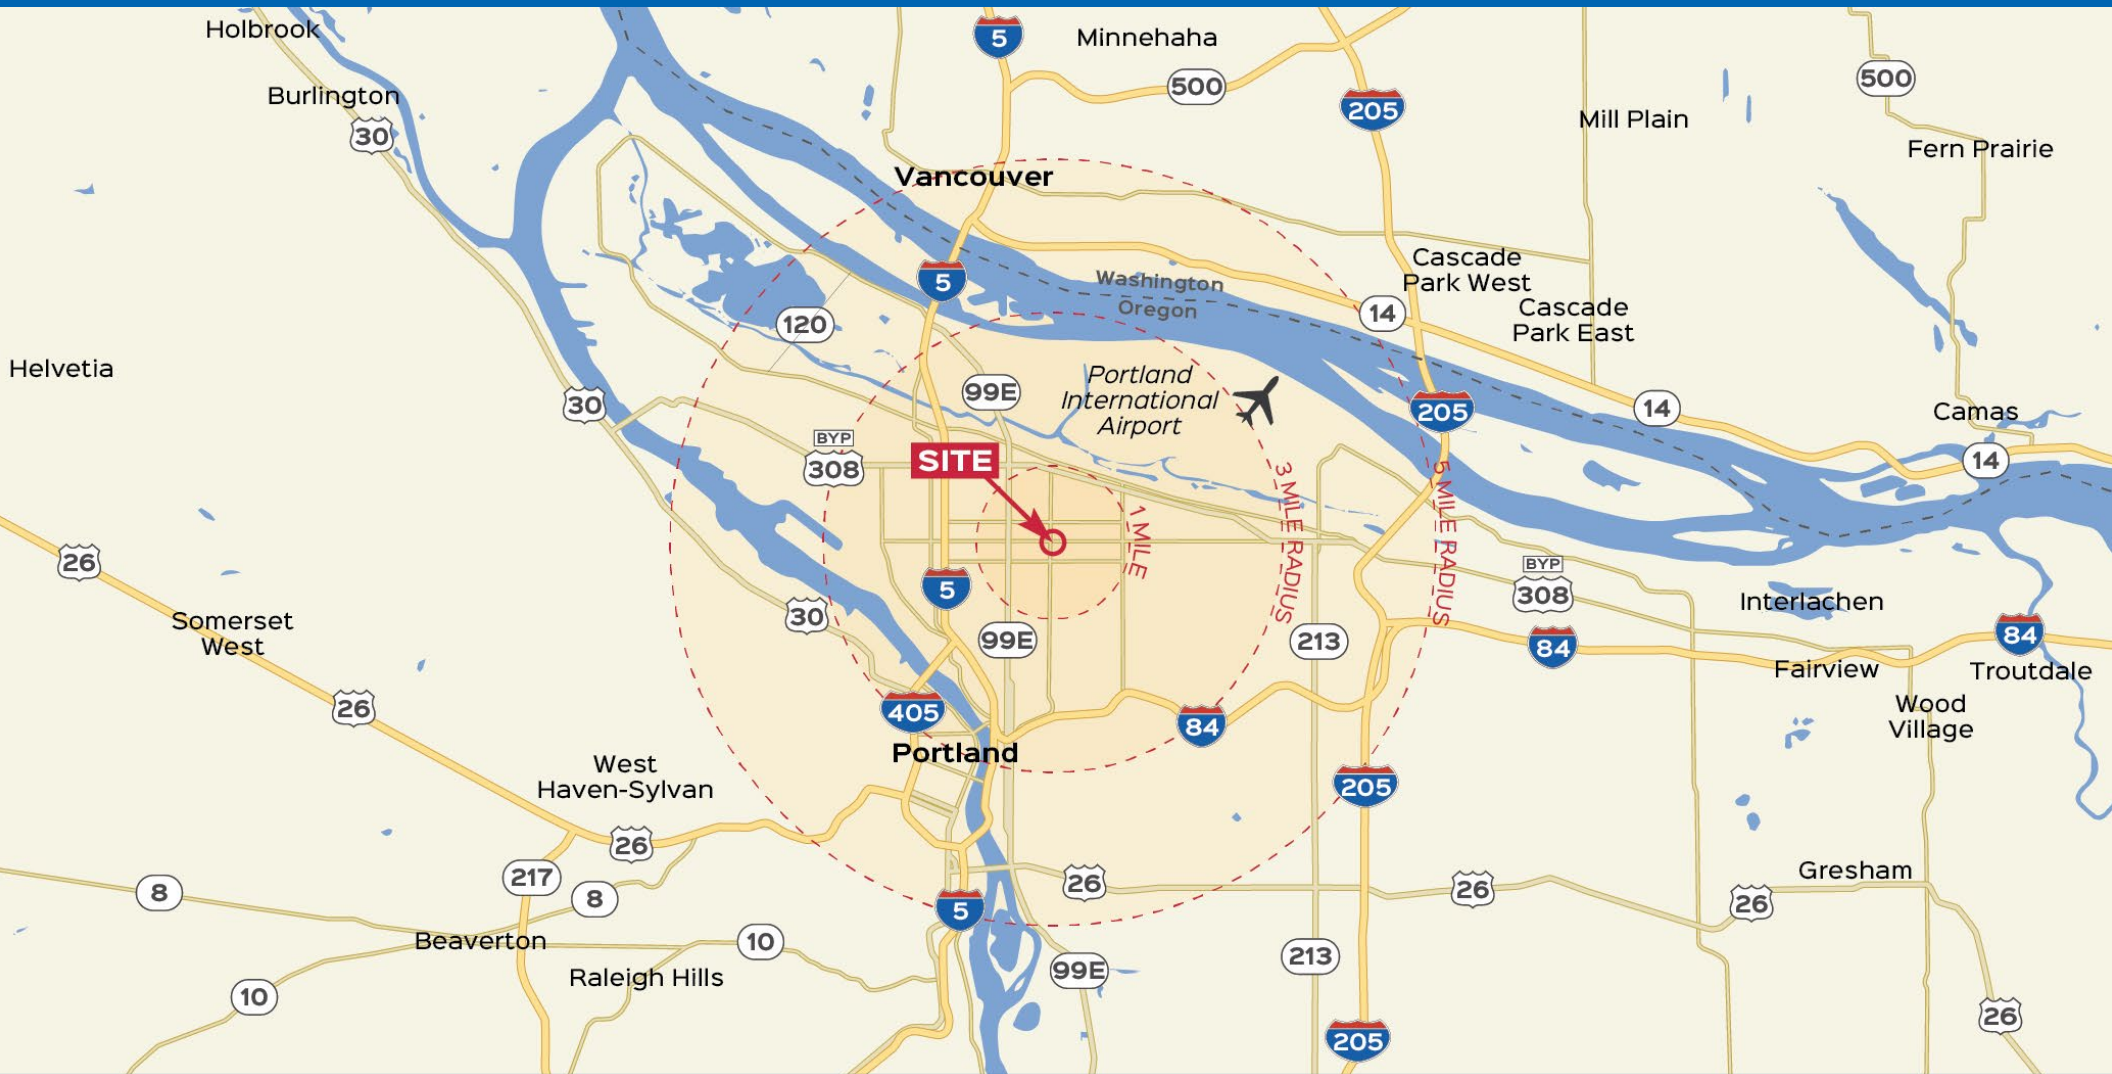 Holbrook
5
Minnehaha
500
500
Burlington
30
205
Mill Plain
Fern Prairie
Vancouver
Cascade
Park West
5
Washington
Oregon
14
Cascade
Park East
120
Helvetia
30
99E
Portland
International
Airport
205
14
Camas
14
BYP
308
SITE
1 MILE
3 MILE RADIUS
5 MILE RADIUS
26
5
BYP
308
Interlachen
Somerset
West
30
99E
213
84
84
Fairview
Troutdale
26
405
84
Wood
Village
Portland
West
Haven-Sylvan
205
26
217
8
8
26
26
Gresham
26
5
Beaverton
10
Raleigh Hills
99E
213
10
26
205